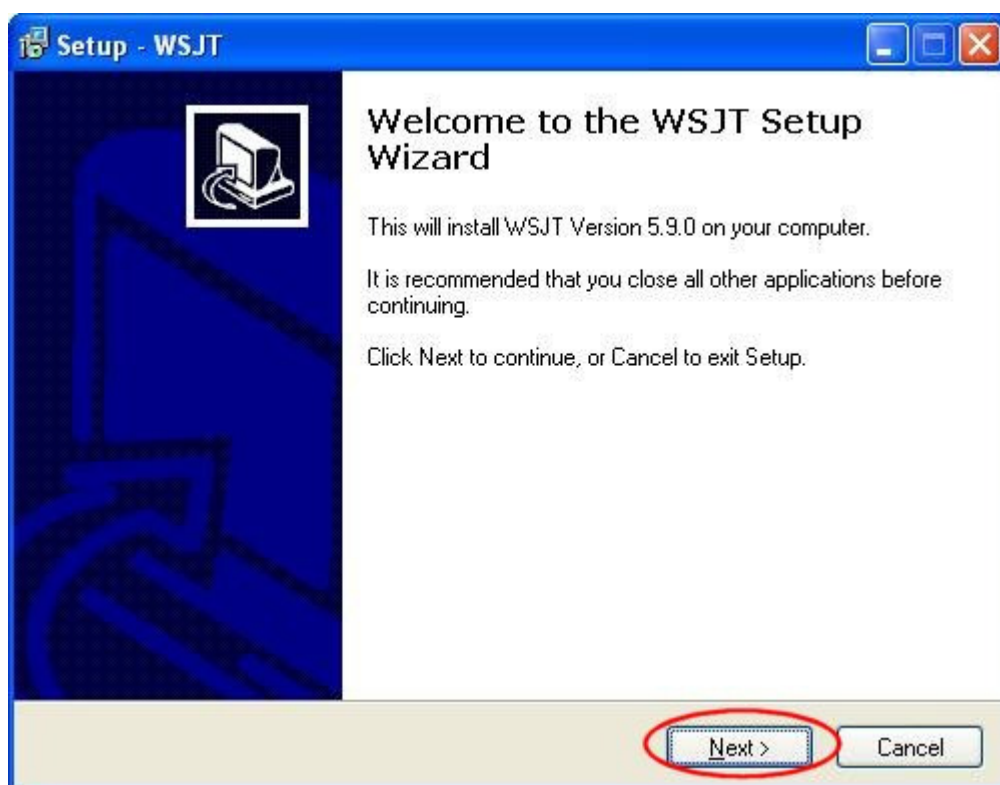 Setup - WSJT
Welcome to the WSJT Setup
Wizard
This will install WSJT Version 5.9.0 on your computer.
It is recommended that you close all other applications before
continuing.
Click Next to continue, or Cancel to exit Setup.
Next >
Cancel